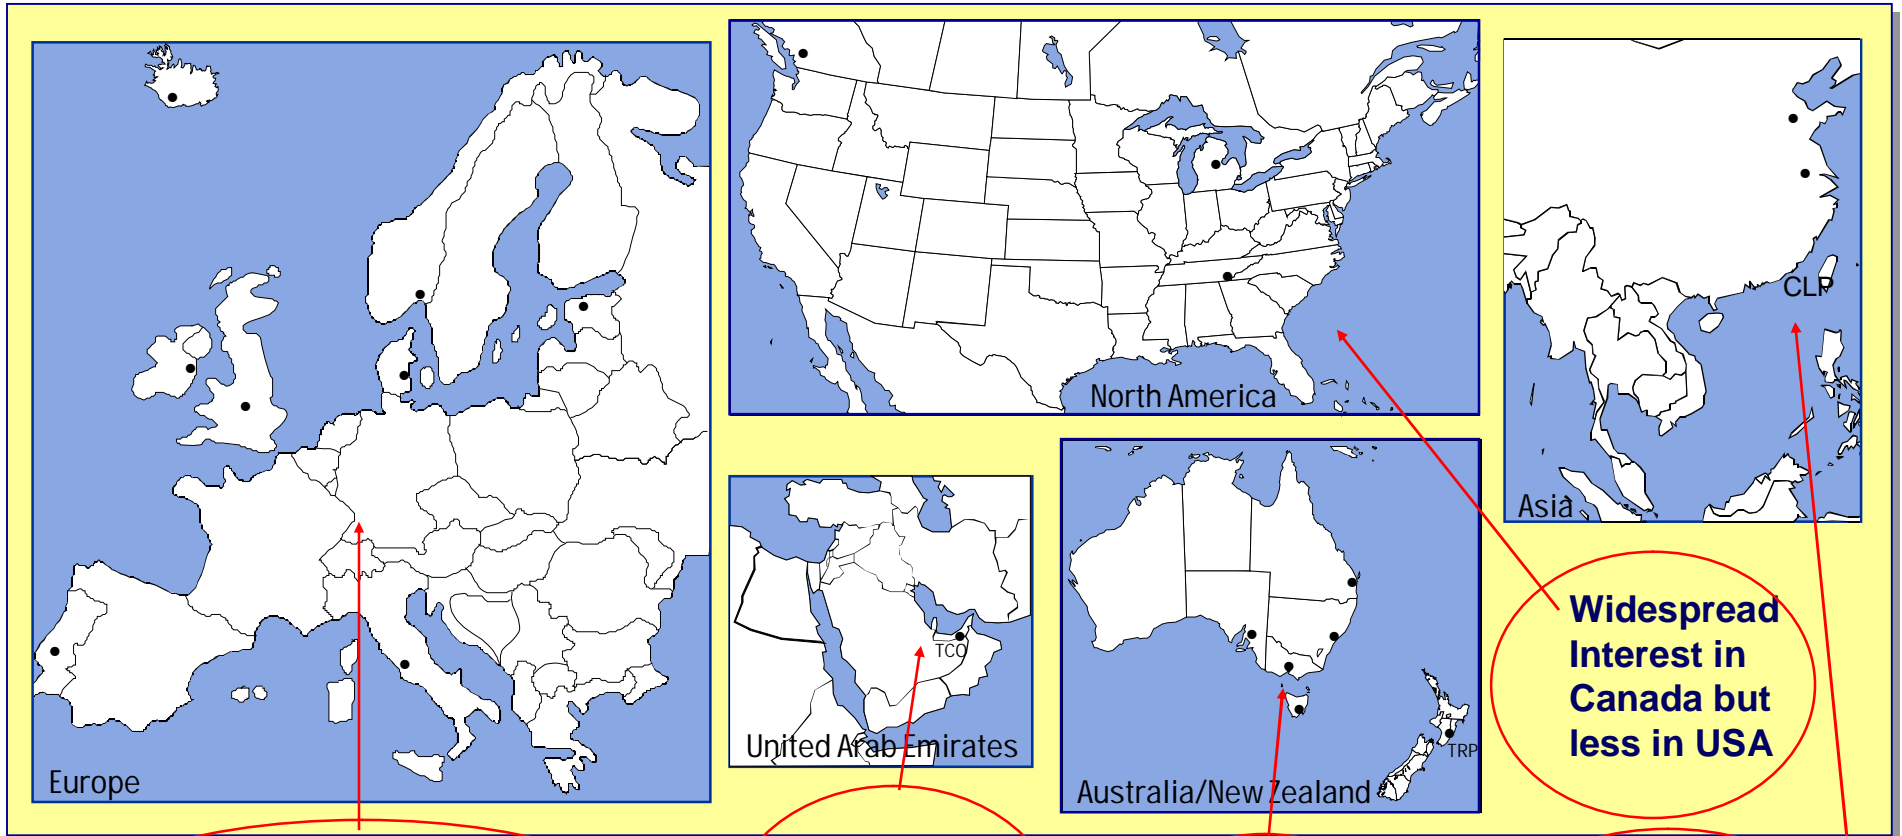 North America
CLP
Asia
TCO
United Arab Emirates
Europe
TRP
Australia/New Zealand
Widespread
Interest in
Canada but
less in USA